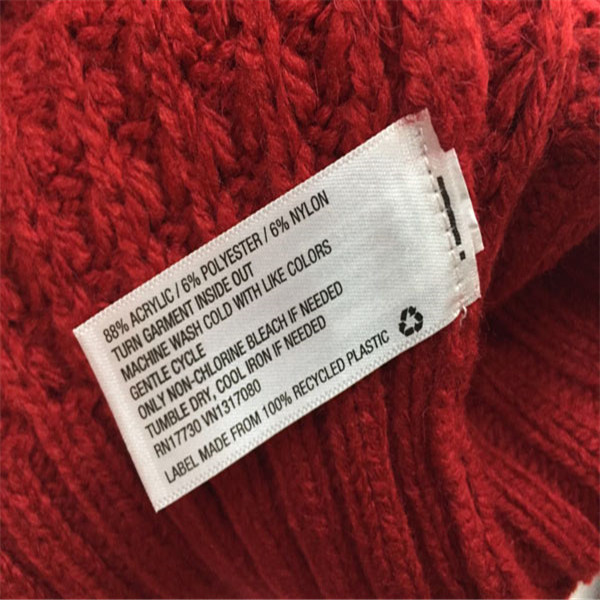 88% ACRYLIC / 6% POLYESTER / 6% NYLON
TURN GARMENT INSIDE OUT
MACHINE WASH COLD WITH LIKE COLORS
GENTLE CYCLE
ONLY NON-CHLORINE BLEACH IF NEEDED
TUMBLE DRY, COOL IRON IF NEEDED
RN17730 VN1317080
LABEL MADE FROM 100% RECYCLED PLASTIC